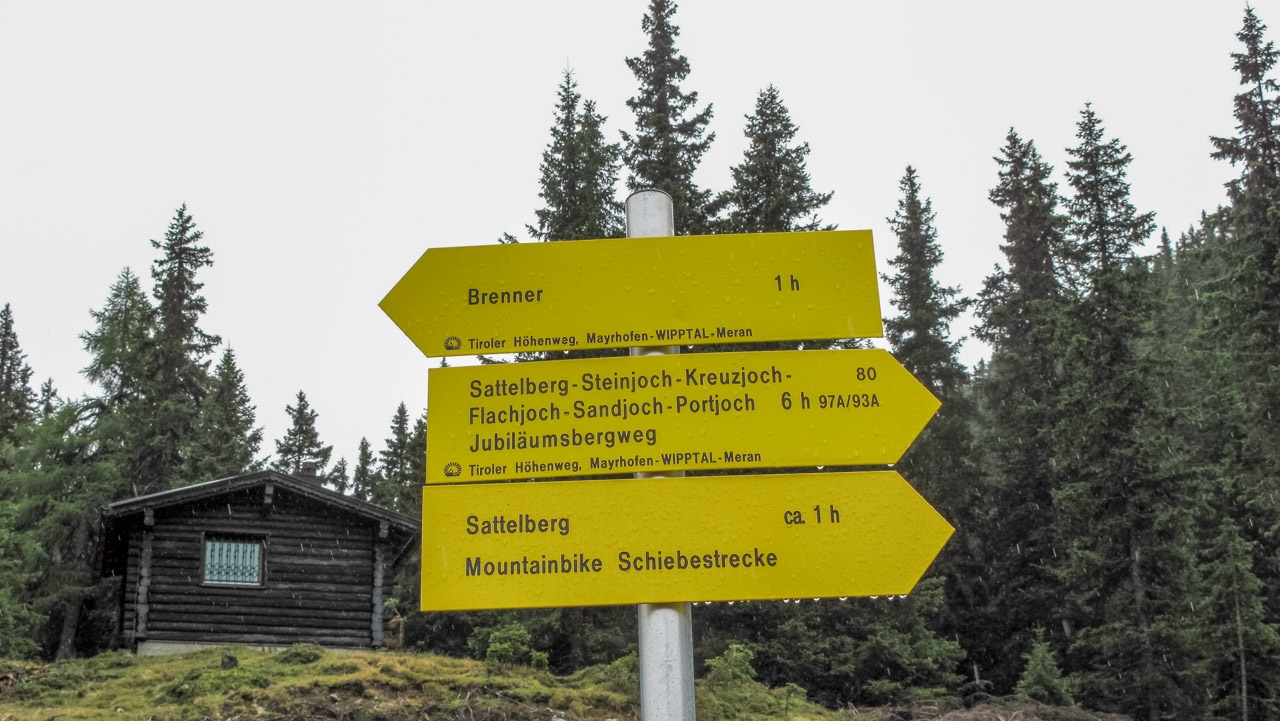 Brenner 1 h
Tiroler Höhenweg, Mayrhofen-WIPPTAL-Meran
Sattelberg-Steinjoch-Kreuzjoch- 80
Flachjoch-Sandjoch-Portjoch 6 h 97A/93A
Jubiläumsbergweg
Tiroler Höhenweg, Mayrhofen-WIPPTAL-Meran
Sattelberg ca. 1 h
Mountainbike Schiebestrecke